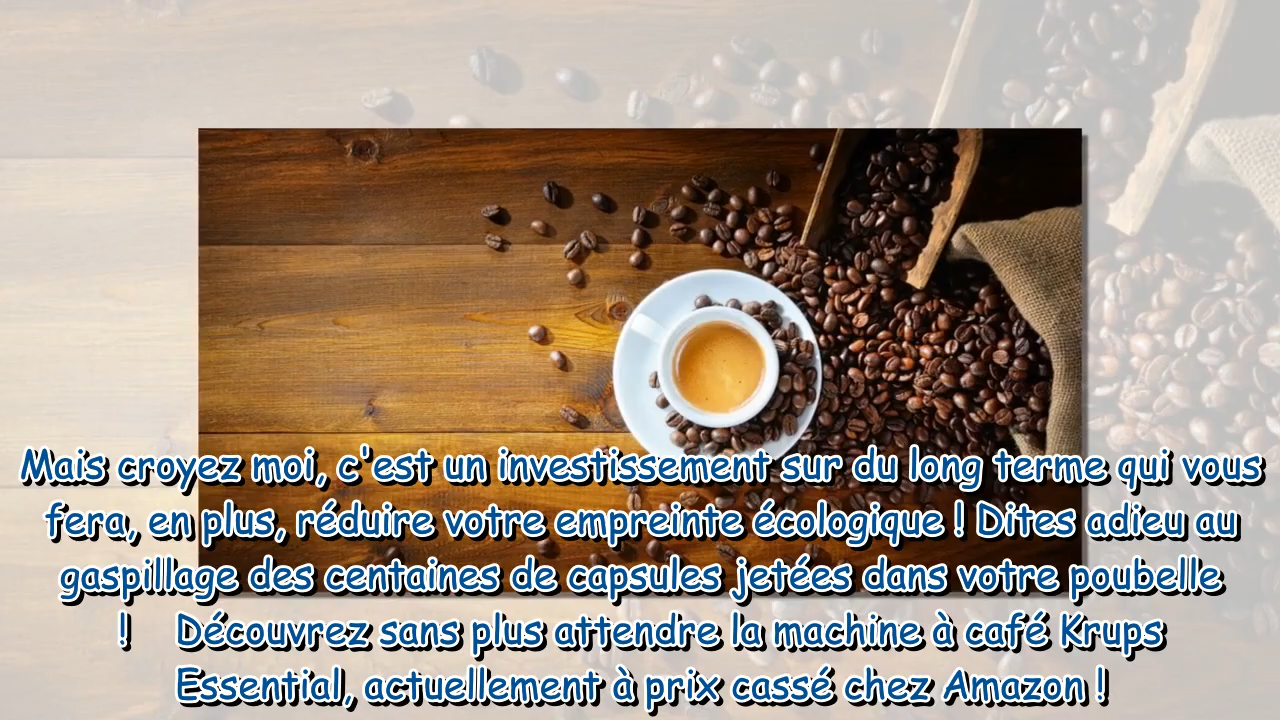 Mais croyez moi, c'est un investissement sur du long terme qui vous
fera, en plus, réduire votre empreinte écologique ! Dites adieu au
gaspillage des centaines de capsules jetées dans votre poubelle
!    Découvrez sans plus attendre la machine à café Krups
Essential, actuellement à prix cassé chez Amazon !